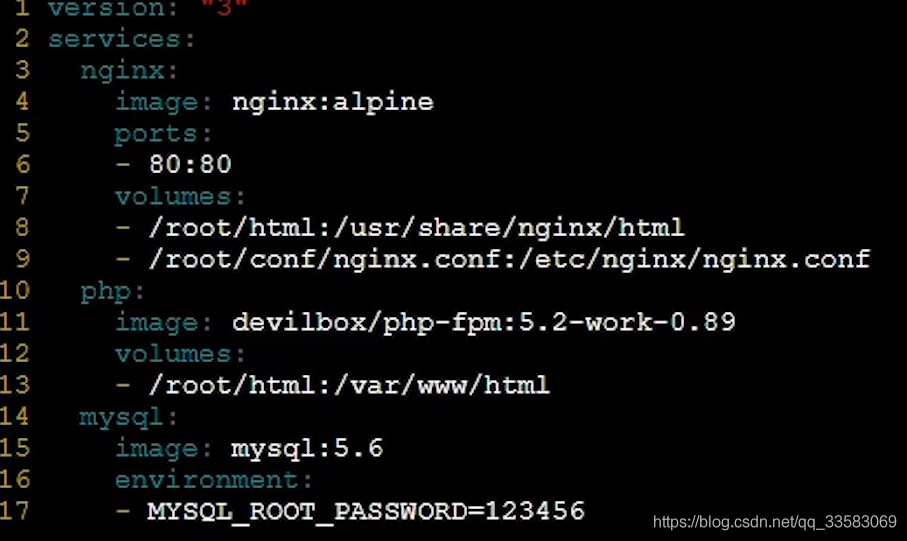 1 version: "3"
2 services:
3   nginx:
4     image: nginx:alpine
5     ports:
6     - 80:80
7     volumes:
8     - /root/html:/usr/share/nginx/html
9     - /root/conf/nginx.conf:/etc/nginx/nginx.conf
10   php:
11     image: devilbox/php-fpm:5.2-work-0.89
12     volumes:
13     - /root/html:/var/www/html
14   mysql:
15     image: mysql:5.6
16     environment:
17     - MYSQL_ROOT_PASSWORD=123456
https://blog.csdn.net/qq_33583069